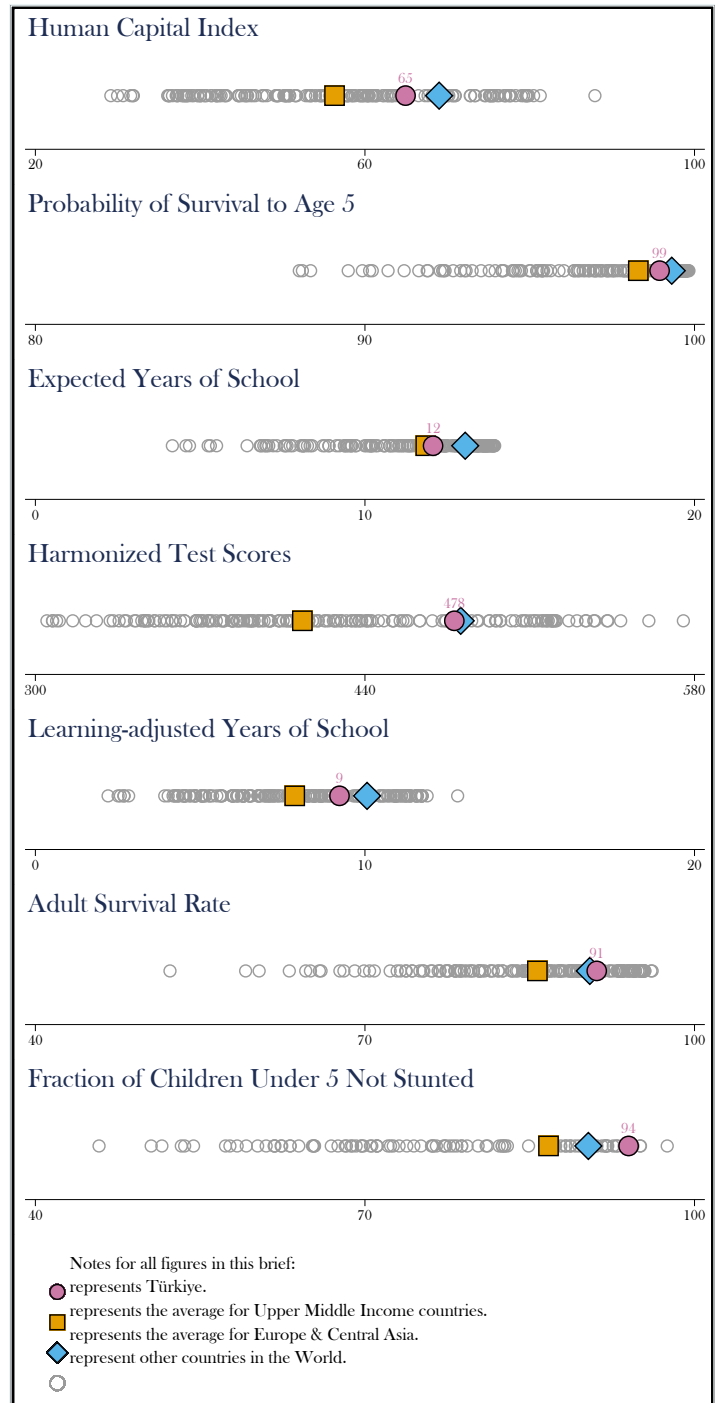 Human Capital Index
65
20 60 100
Probability of Survival to Age 5
99
80 90 100
Expected Years of School
12
0 10 20
Harmonized Test Scores
478
300 440 580
Learning-adjusted Years of School
9
0 10 20
Adult Survival Rate
91
40 70 100
Fraction of Children Under 5 Not Stunted
94
40 70 100
Notes for all figures in this brief:
represents Türkiye.
represents the average for Upper Middle Income countries.
represents the average for Europe & Central Asia.
represent other countries in the World.